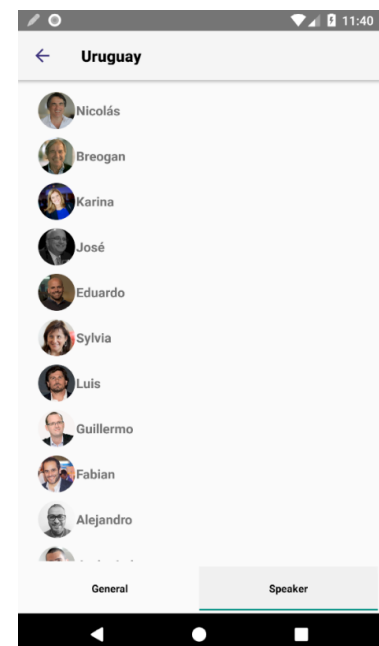 11:40
Uruguay
Nicolás
Breogan
Karina
José
Eduardo
Sylvia
Luis
Guillermo
Fabian
Alejandro
General Speaker